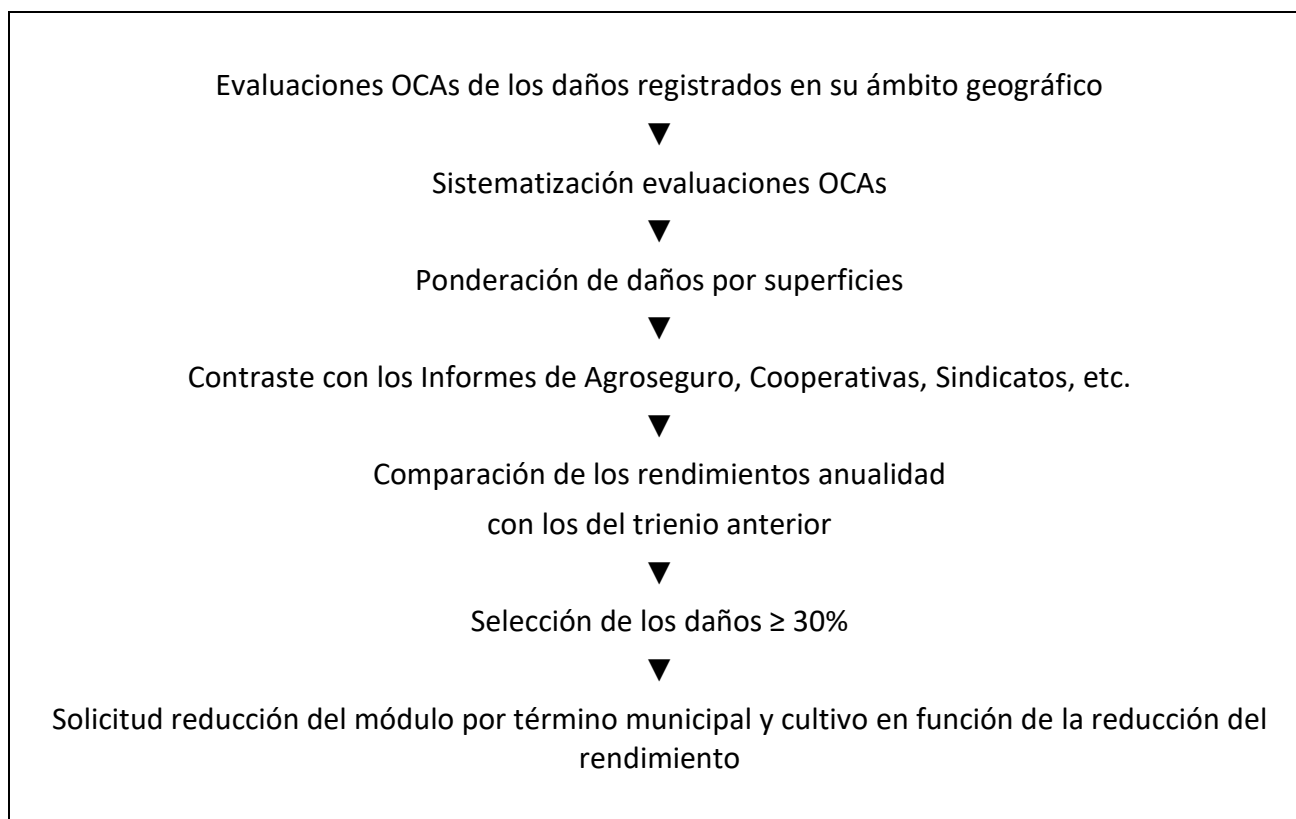 Evaluaciones OCAs de los daños registrados en su ámbito geográfico
▼
Sistematización evaluaciones OCAs
▼
Ponderación de daños por superficies
▼
Contraste con los Informes de Agroseguro, Cooperativas, Sindicatos, etc.
▼
Comparación de los rendimientos anualidad
con los del trienio anterior
▼
Selección de los daños ≥ 30%
▼
Solicitud reducción del módulo por término municipal y cultivo en función de la reducción del
rendimiento